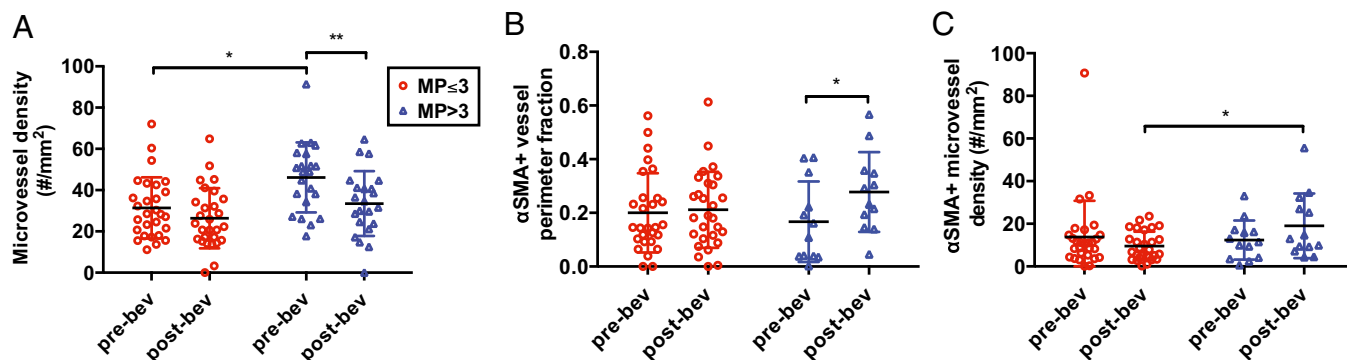 A
Microvessel density
(#/mm²)
100
80
60
40
20
0
*
**
MP≤3
MP>3
pre-bev
post-bev
pre-bev
post-bev
B
αSMA+ vessel
perimeter fraction
0.8
0.6
0.4
0.2
0.0
*
pre-bev
post-bev
pre-bev
post-bev
C
αSMA+ microvessel
density (#/mm²)
100
80
60
40
20
0
*
pre-bev
post-bev
pre-bev
post-bev